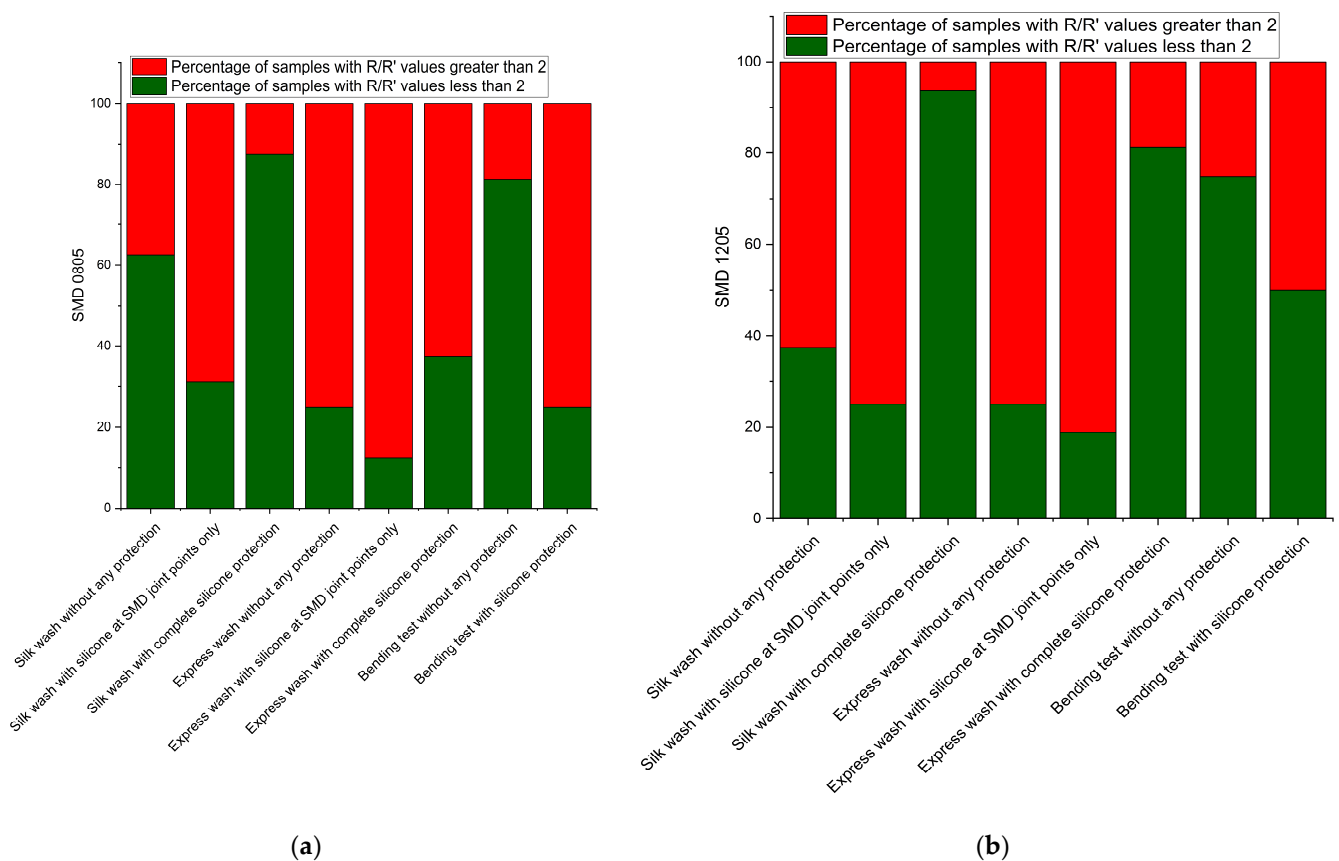 Percentage of samples with R/R' values greater than 2
Percentage of samples with R/R' values less than 2
100
80
60
40
20
0
SMD 0805
Silk wash without any protection
Silk wash with silicone at SMD joint points only
Silk wash with complete silicone protection
Express wash without any protection
Express wash with silicone at SMD joint points only
Express wash with complete silicone protection
Bending test without any protection
Bending test with silicone protection
(a)
Percentage of samples with R/R' values greater than 2
Percentage of samples with R/R' values less than 2
100
80
60
40
20
0
SMD 1205
Silk wash without any protection
Silk wash with silicone at SMD joint points only
Silk wash with complete silicone protection
Express wash without any protection
Express wash with silicone at SMD joint points only
Express wash with complete silicone protection
Bending test without any protection
Bending test with silicone protection
(b)